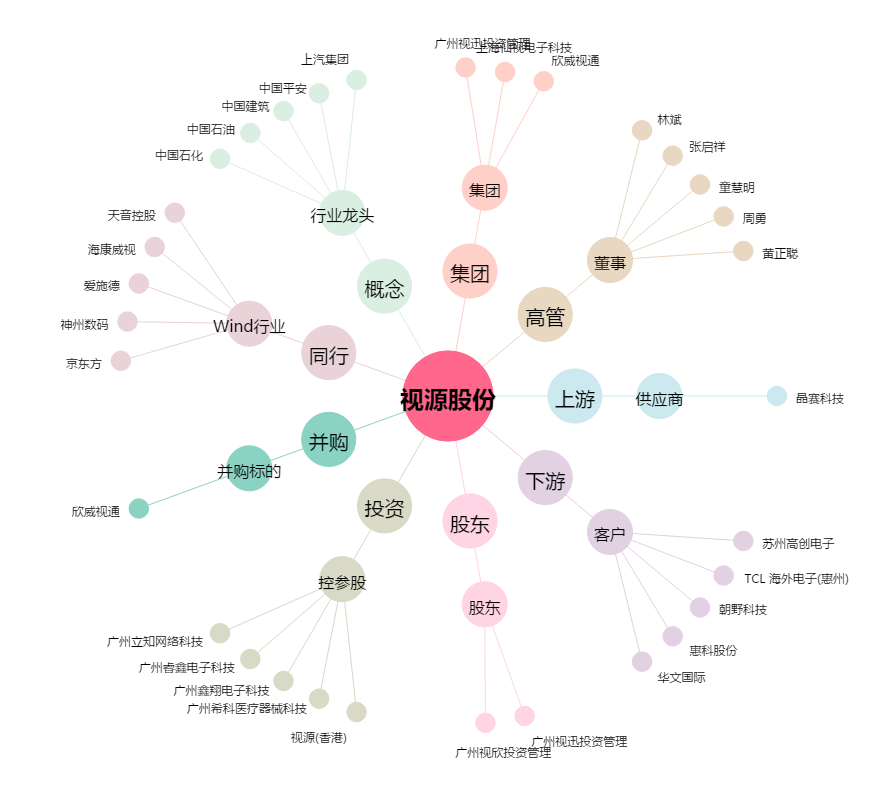 广州视迅投资管理
上海仙视电子科技
欣威视通
上汽集团
中国平安
中国建筑
中国石油
中国石化
林斌
张启祥
童慧明
周勇
黄正聪
集团
行业龙头
董事
天音控股
海康威视
爱施德
神州数码
京东方
集团
概念
高管
Wind行业
同行
视源股份
上游
供应商
昂赛科技
并购
并购标的
欣威视通
投资
股东
下游
客户
苏州高创电子
TCL 海外电子(惠州)
朝野科技
惠科股份
华文国际
控参股
股东
广州立知网络科技
广州睿鑫电子科技
广州鑫翔电子科技
广州希科医疗器械科技
视源(香港)
广州视迅投资管理
广州视欣投资管理